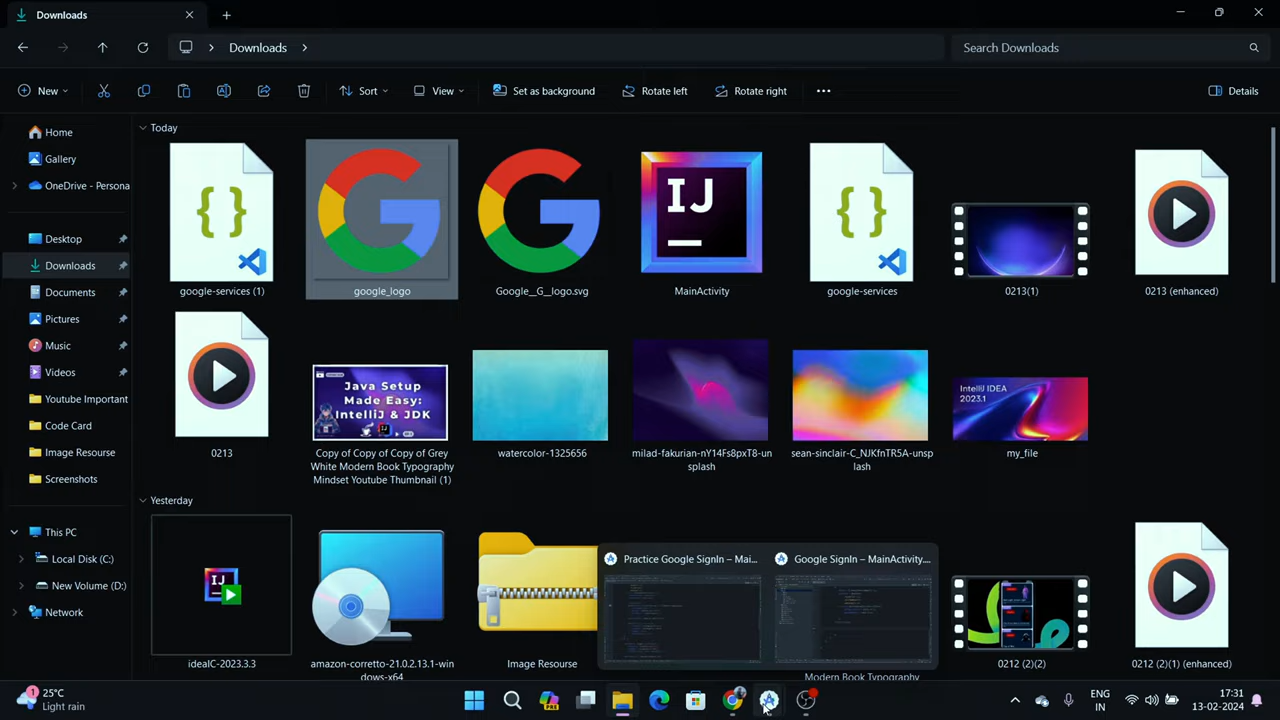 Downloads
Downloads
Search Downloads
New
Sort
View
Set as background
Rotate left
Rotate right
Details
Home
Gallery
OneDrive - Persona
Desktop
Downloads
Documents
Pictures
Music
Videos
Youtube Important
Code Card
Image Resourse
Screenshots
This PC
Local Disk (C:)
New Volume (D:)
Network
Today
google-services (1)
google_logo
Google__G__logo.svg
IJ
MainActivity
google-services
0213(1)
0213 (enhanced)
0213
Java Setup
Made Easy:
IntelliJ & JDK
Copy of Copy of Copy of Grey
White Modern Book Typography
Mindset Youtube Thumbnail (1)
watercolor-1325656
milad-fakurian-nY14Fs8pxT8-un
splash
sean-sinclair-C_NJKfnTR5A-unsp
lash
IntelliJ IDEA
2023.1
my_file
Yesterday
IJ
ideaIC-2023.3.3
amazon-corretto-21.0.2.13.1-win
dows-x64
Image Resourse
Practice Google SignIn – Mai...
Google SignIn – MainActivity....
Modern Book Typography
0212 (2)(2)
0212 (2)(1) (enhanced)
1
25°C
Light rain
PRE
ENG
IN
17:31
13-02-2024